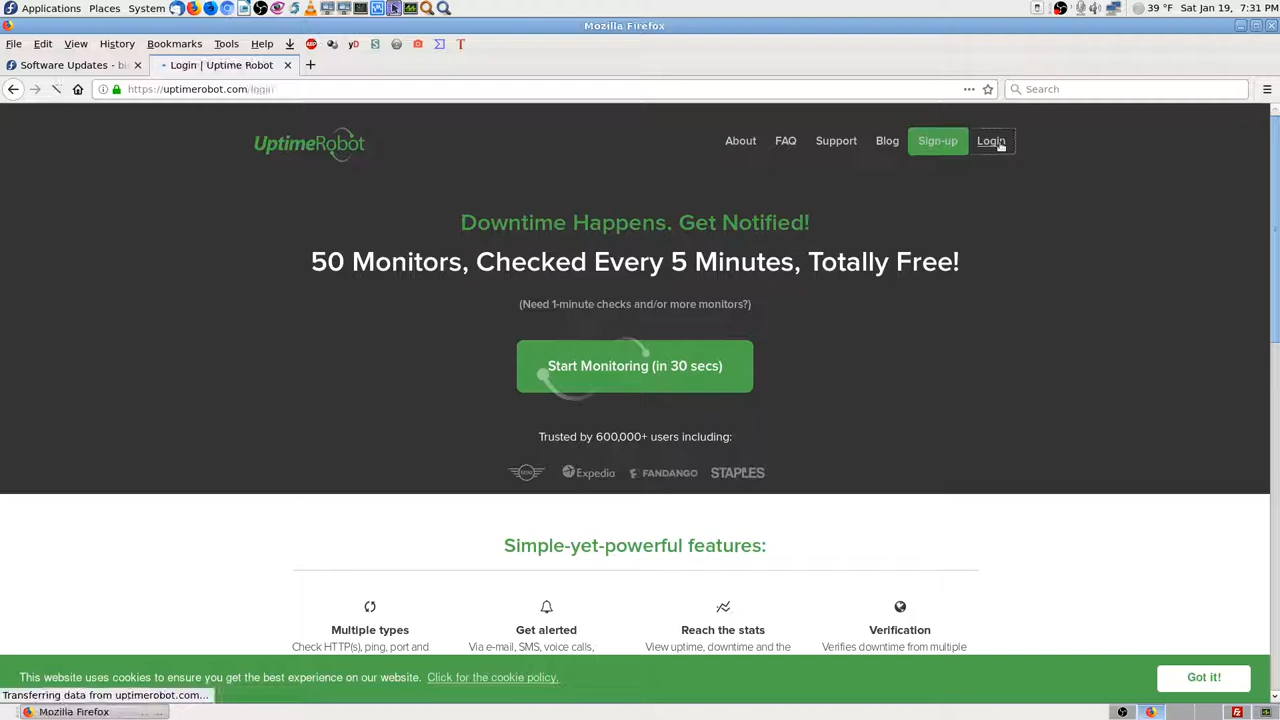 Applications Places System 39 °F Sat Jan 19, 7:31 PM
Mozilla Firefox
File Edit View History Bookmarks Tools Help
Software Updates - Login | Uptime Robot
https://uptimerobot.com/login Search
UptimeRobot About FAQ Support Blog Sign-up Login
Downtime Happens. Get Notified!
50 Monitors, Checked Every 5 Minutes, Totally Free!
(Need 1-minute checks and/or more monitors?)
Start Monitoring (in 30 secs)
Trusted by 600,000+ users including:
MINI Expedia FANDANGO STAPLES
Simple-yet-powerful features:
Multiple types Get alerted Reach the stats Verification
Check HTTP(s), ping, port and Via e-mail, SMS, voice calls, View uptime, downtime and the Verifies downtime from multiple
This website uses cookies to ensure you get the best experience on our website. Click for the cookie policy. Got it!
Transferring data from uptimerobot.com...
Mozilla Firefox